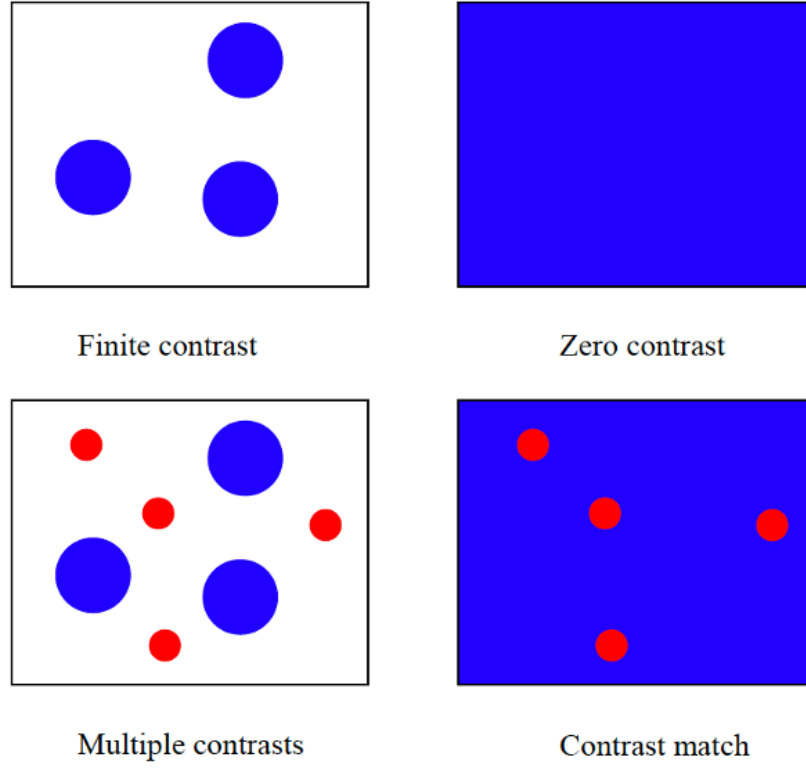 Finite contrast
Zero contrast
Multiple contrasts
Contrast match